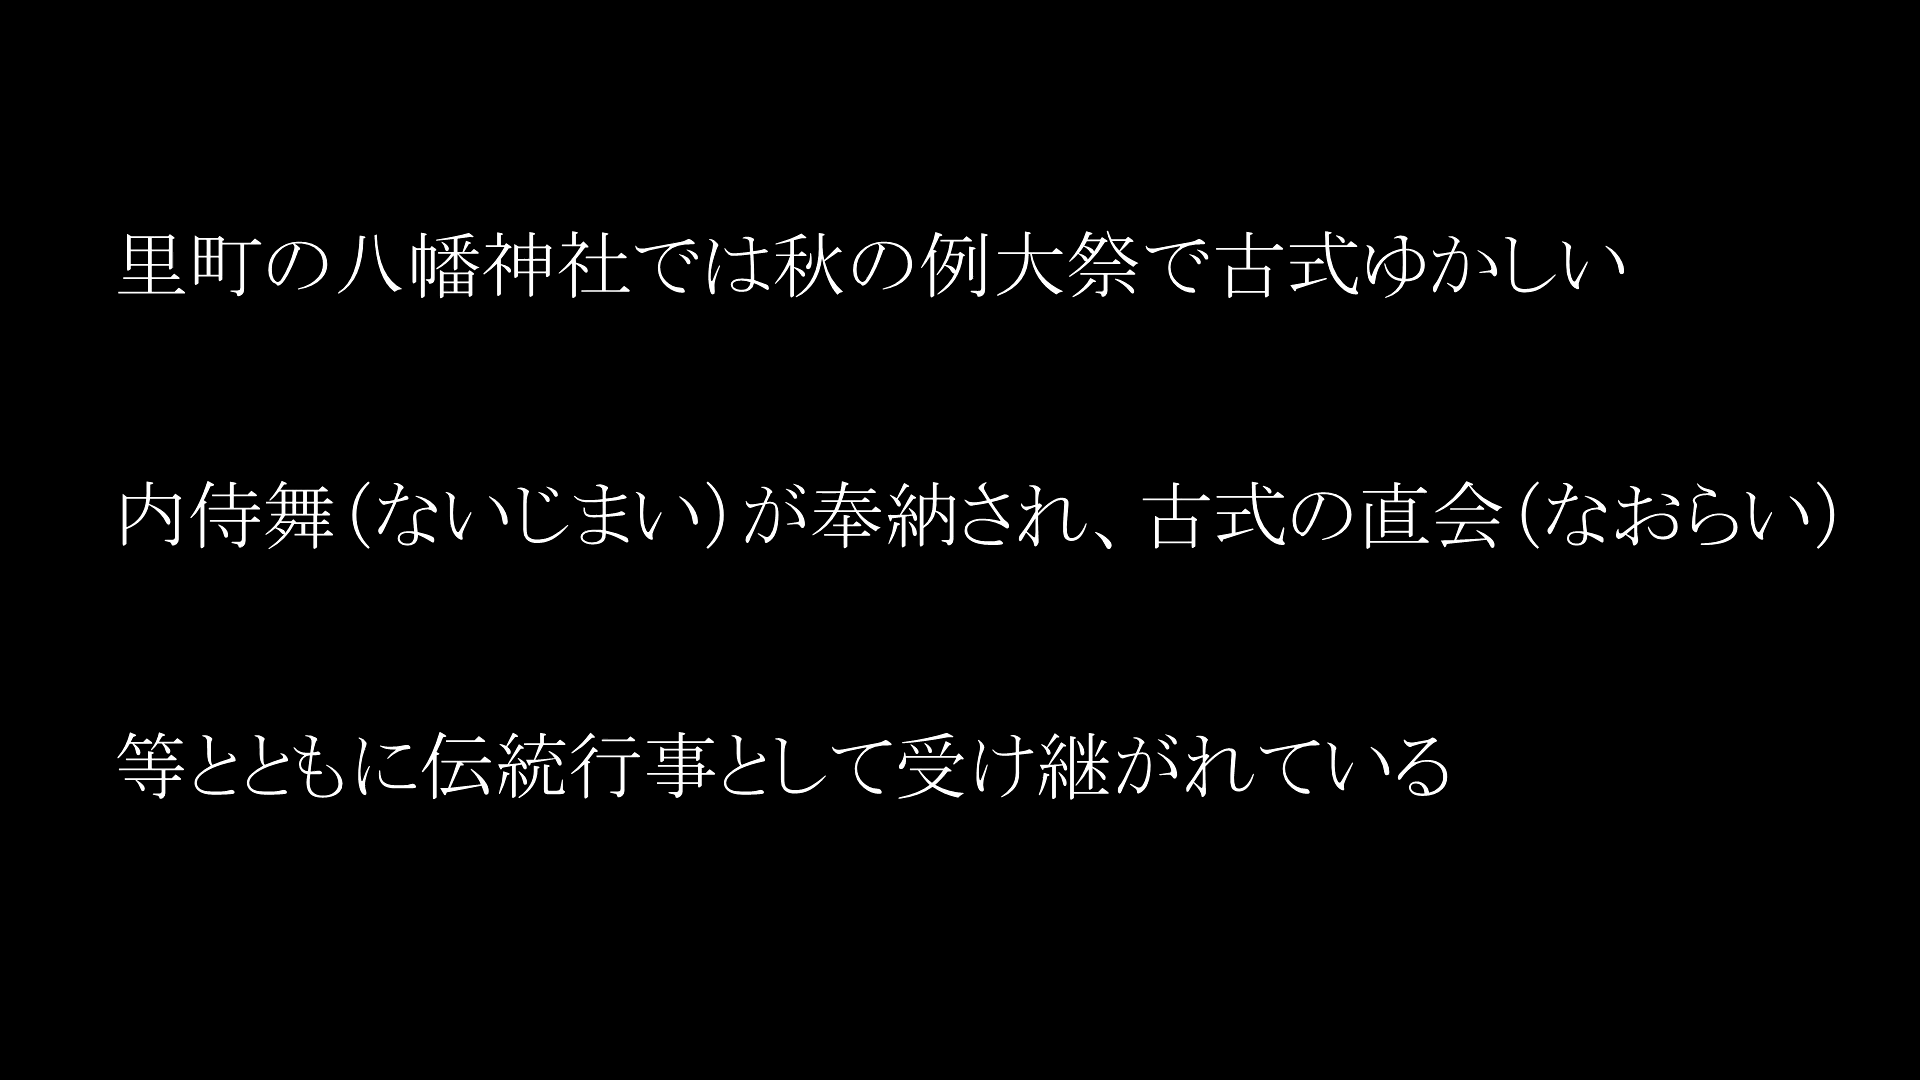 里町の八幡神社では秋の例大祭で古式ゆかしい
内侍舞（ないじまい）が奉納され、古式の直会（なおらい）
等とともに伝統行事として受け継がれている